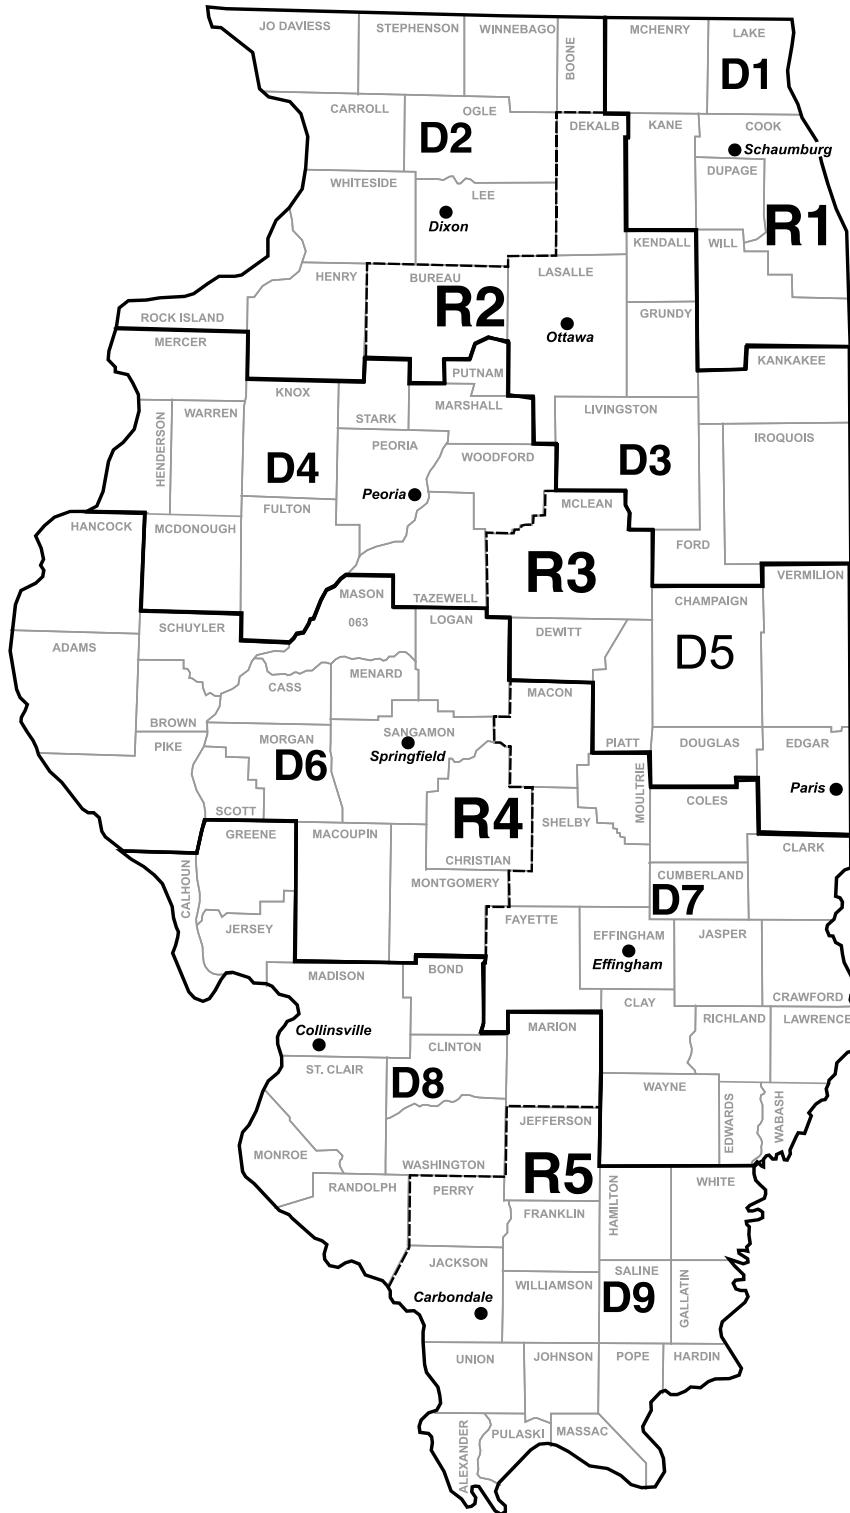 JO DAVIESS
STEPHENSON
WINNEBAGO
BOONE
MCHENRY
LAKE
D1
CARROLL
OGLE
D2
DEKALB
KANE
COOK
Schaumburg
DUPAGE
WHITESIDE
LEE
Dixon
R1
KENDALL
WILL
LASALLE
HENRY
BUREAU
R2
ROCK ISLAND
GRUNDY
Ottawa
MERCER
KANKAKEE
PUTNAM
KNOX
STARK
MARSHALL
LIVINGSTON
HENDERSON
WARREN
PEORIA
IROQUOIS
WOODFORD
D3
D4
Peoria
FULTON
MCLEAN
HANCOCK
MCDONOUGH
FORD
R3
VERMILION
MASON
TAZEWELL
CHAMPAIGN
063
LOGAN
SCHUYLER
DEWITT
ADAMS
D5
MENARD
CASS
MACON
BROWN
SANGAMON
PIKE
MORGAN
PIATT
DOUGLAS
EDGAR
Springfield
D6
MOULTRIE
Paris
COLES
SCOTT
SHELBY
R4
GREENE
MACOUPIN
CLARK
CHRISTIAN
CALHOUN
MONTGOMERY
CUMBERLAND
D7
FAYETTE
JERSEY
EFFINGHAM
JASPER
Effingham
MADISON
BOND
CRAWFORD
CLAY
RICHLAND
LAWRENCE
Collinsville
MARION
CLINTON
ST. CLAIR
D8
WAYNE
EDWARDS
WABASH
JEFFERSON
MONROE
WASHINGTON
R5
RANDOLPH
PERRY
HAMILTON
WHITE
FRANKLIN
JACKSON
SALINE
WILLIAMSON
GALLATIN
Carbondale
D9
UNION
JOHNSON
POPE
HARDIN
ALEXANDER
PULASKI
MASSAC